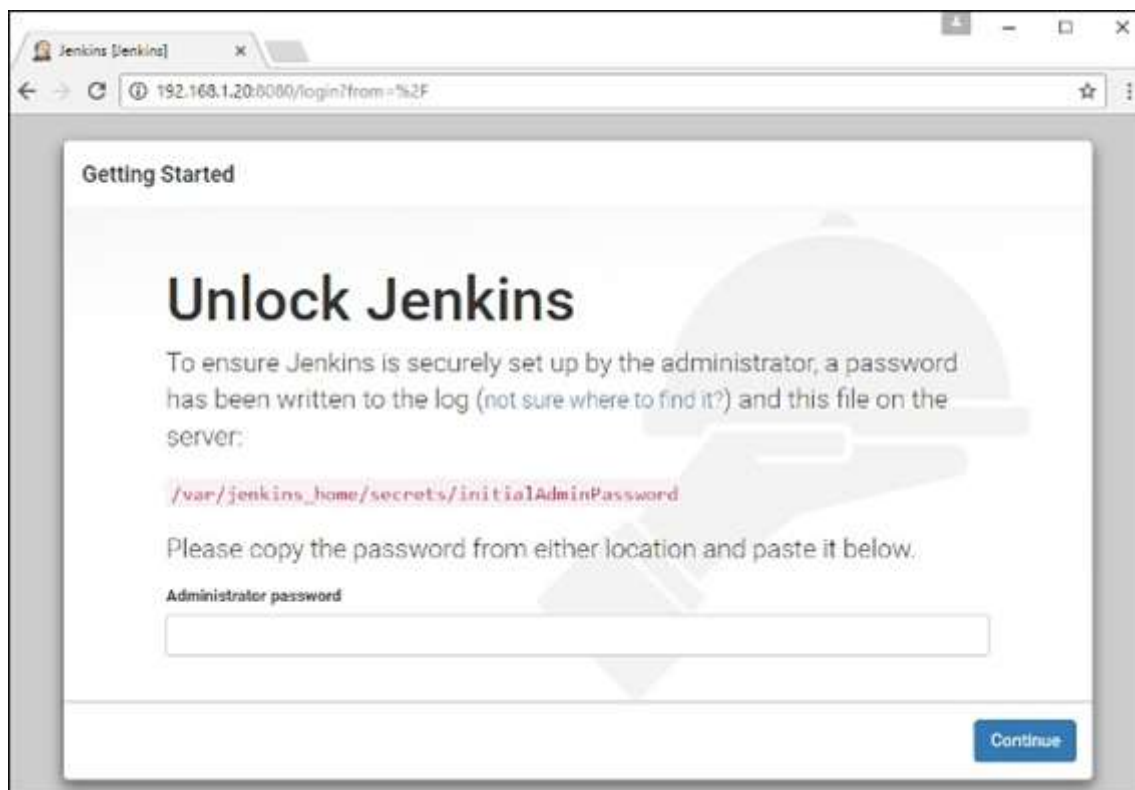 Jenkins [Jenkins]
192.168.1.20:8080/login?from=%2F
Getting Started
Unlock Jenkins
To ensure Jenkins is securely set up by the administrator, a password
has been written to the log (not sure where to find it?) and this file on the
server:
/var/jenkins_home/secrets/initialAdminPassword
Please copy the password from either location and paste it below.
Administrator password
Continue